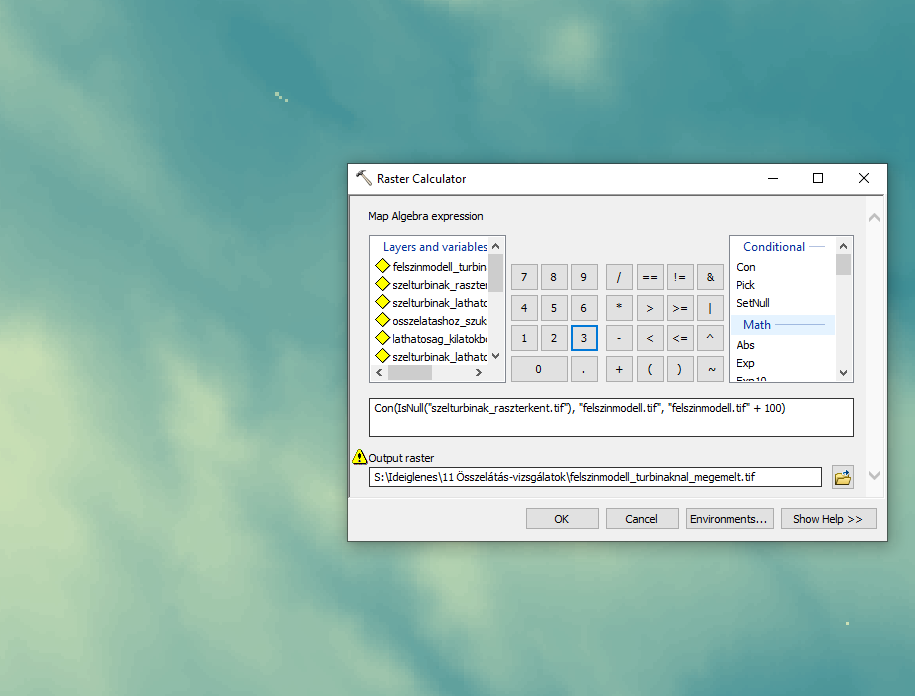 Raster Calculator
Map Algebra expression
Layers and variables
felszinmodell_turbin
szelturbinak_raszter
szelturbinak_lathato
osszelatashoz_szuk
lathatosag_kilatokbo
szelturbinak_lathato
7 8 9 / == != &
4 5 6 * > >= |
1 2 3 - < <= ^
0 . + ( ) ~
Conditional
Con
Pick
SetNull
Math
Abs
Exp
Exp10
Con(IsNull("szelturbinak_raszterkent.tif"), "felszinmodell.tif", "felszinmodell.tif" + 100)
Output raster
S:\Ideiglenes\11 Összelátás-vizsgálatok\felszinmodell_turbinaknal_megemelt.tif
OK Cancel Environments... Show Help >>